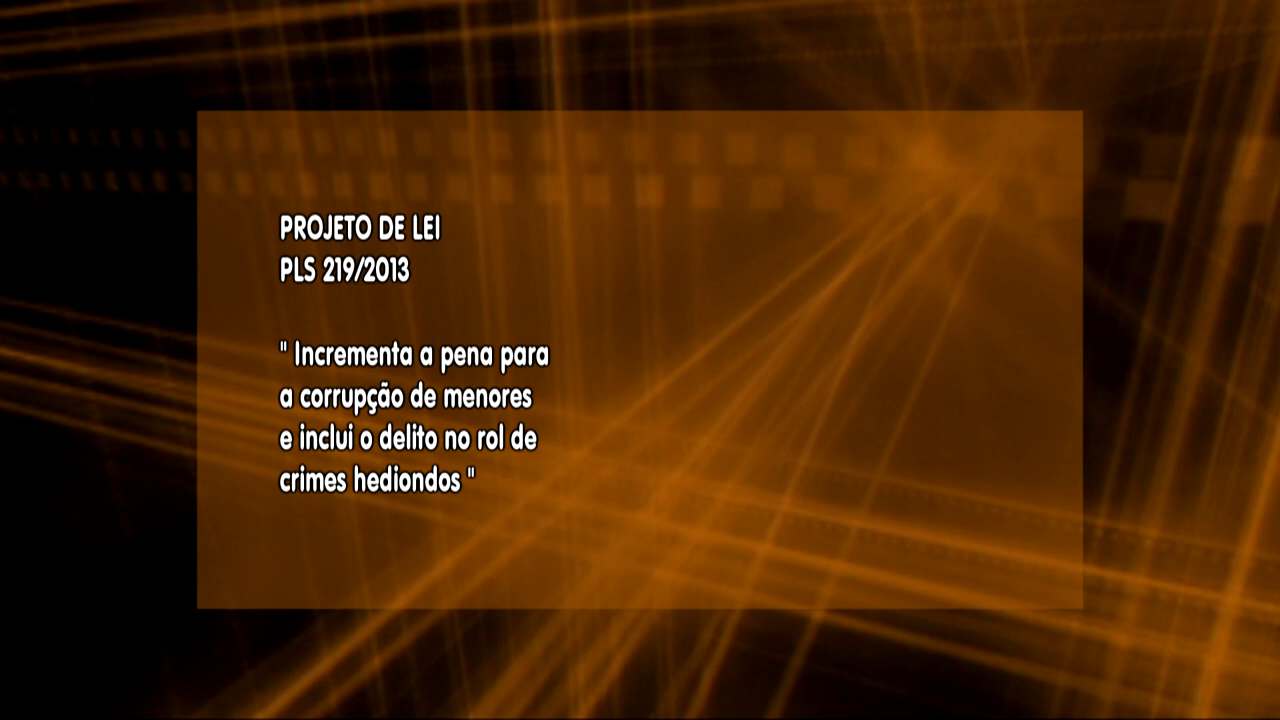 PROJETO DE LEI
PLS 219/2013
" Incrementa a pena para
a corrupção de menores
e inclui o delito no rol de
crimes hediondos "